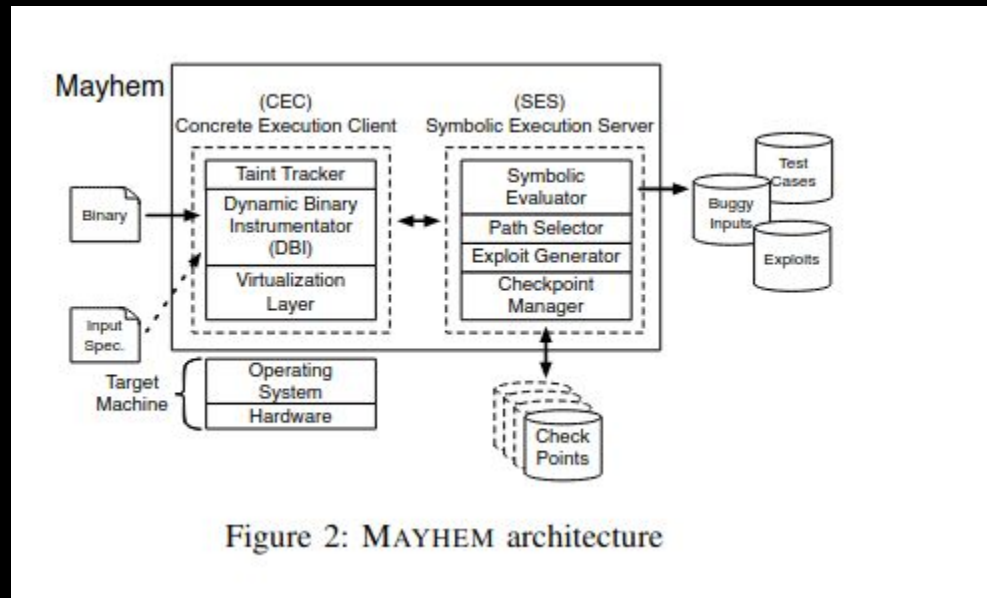 Mayhem
(CEC)
Concrete Execution Client
(SES)
Symbolic Execution Server
Binary
Input
Spec.
Taint Tracker
Dynamic Binary
Instrumentator
(DBI)
Virtualization
Layer
Symbolic
Evaluator
Path Selector
Exploit Generator
Checkpoint
Manager
Test
Cases
Buggy
Inputs
Exploits
Target
Machine
Operating
System
Hardware
Check
Points
Figure 2: MAYHEM architecture